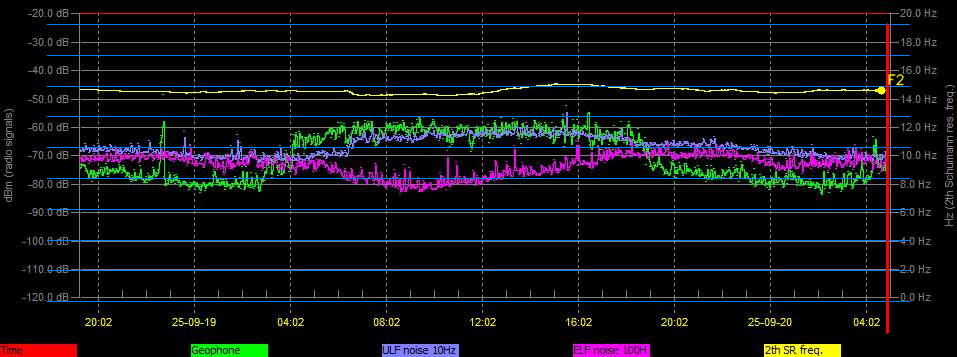 -20.0 dB 20.0 Hz
-30.0 dB 18.0 Hz
-40.0 dB 16.0 Hz
F2
-50.0 dB 14.0 Hz
-60.0 dB 12.0 Hz
-70.0 dB 10.0 Hz
-80.0 dB 8.0 Hz
-90.0 dB 6.0 Hz
-100.0 dB 4.0 Hz
-110.0 dB 2.0 Hz
-120.0 dB 0.0 Hz
dBm (radio signals)
Hz (2th Schumann res. freq.)
20:02 25-09-19 04:02 08:02 12:02 16:02 20:02 25-09-20 04:02
Time Geophone ULF noise 10Hz ELF noise 100H 2th SR freq.